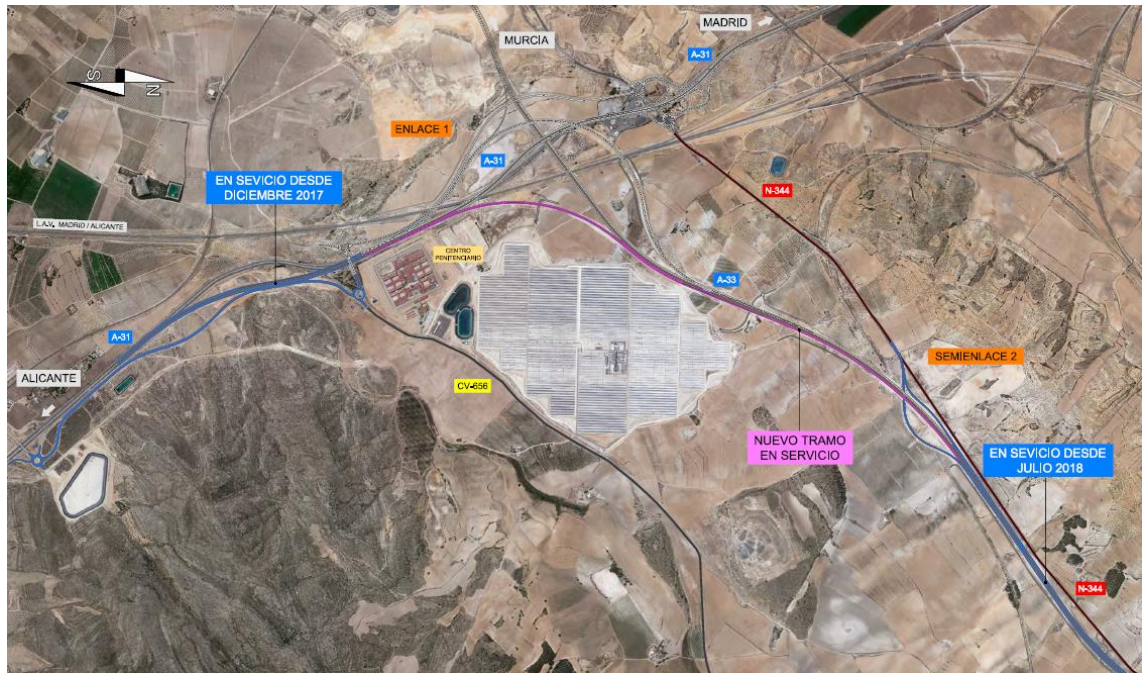 MADRID
MURCIA
A-31
S
N
ENLACE 1
A-31
EN SEVICIO DESDE
DICIEMBRE 2017
N-344
L.A.V. MADRID / ALICANTE
CENTRO
PENITENCIARIO
A-33
A-31
SEMIENLACE 2
ALICANTE
CV-656
NUEVO TRAMO
EN SERVICIO
EN SEVICIO DESDE
JULIO 2018
N-344